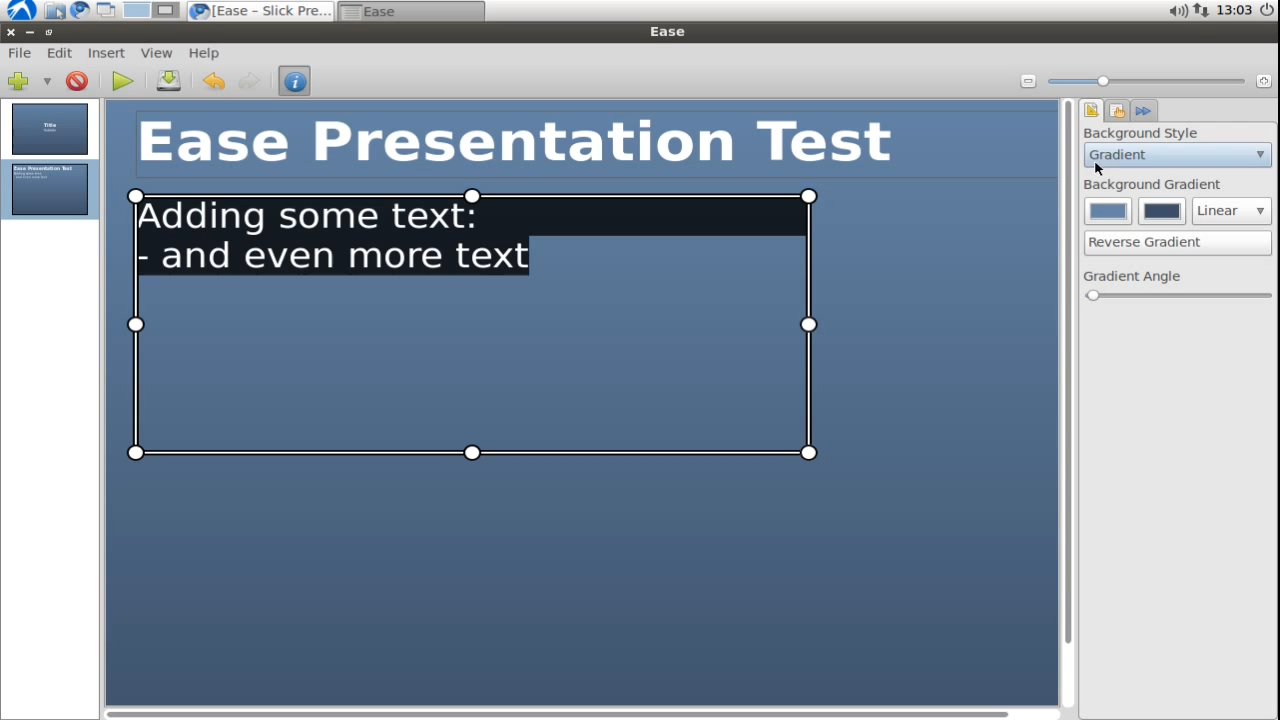 [Ease – Slick Pre...
Ease
13:03
Ease
File Edit Insert View Help
Title
Ease Presentation Test
Ease Presentation Test
Adding some text:
- and even more text
Background Style
Gradient
Background Gradient
Linear
Reverse Gradient
Gradient Angle